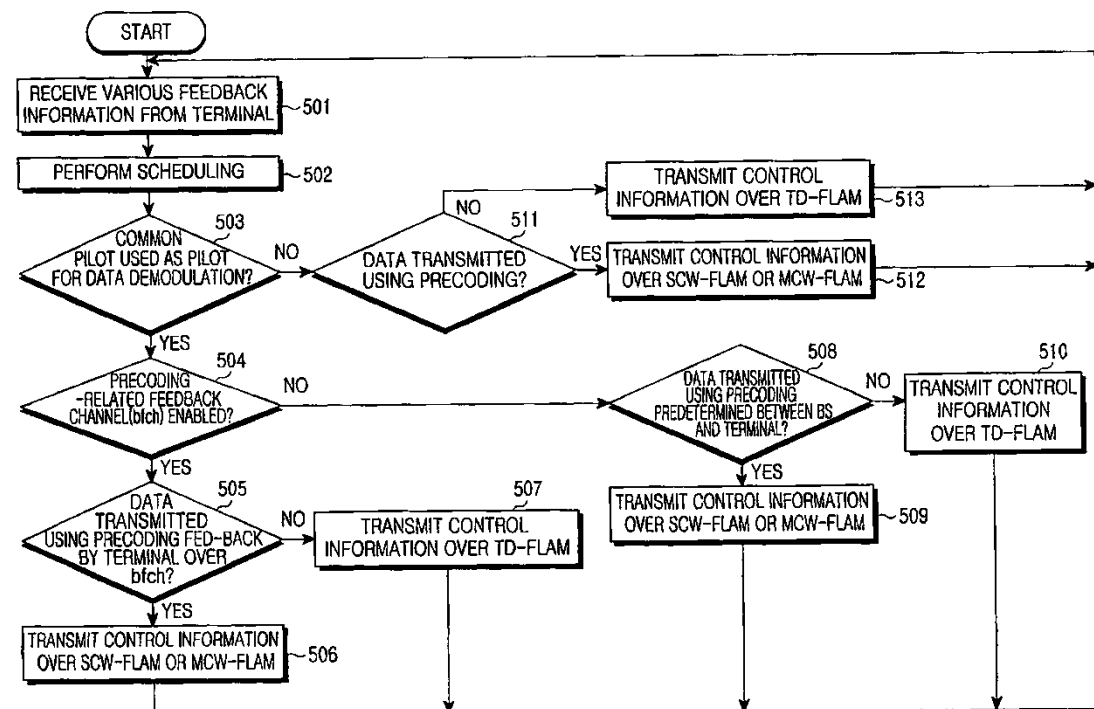 START
RECEIVE VARIOUS FEEDBACK
INFORMATION FROM TERMINAL
501
PERFORM SCHEDULING
502
503
COMMON
PILOT USED AS PILOT
FOR DATA DEMODULATION?
NO
YES
511
DATA TRANSMITTED
USING PRECODING?
NO
YES
TRANSMIT CONTROL
INFORMATION OVER TD-FLAM
513
TRANSMIT CONTROL INFORMATION
OVER SCW-FLAM OR MCW-FLAM
512
504
PRECODING
-RELATED FEEDBACK
CHANNEL(bfch) ENABLED?
NO
YES
508
DATA TRANSMITTED
USING PRECODING
PREDETERMINED BETWEEN BS
AND TERMINAL?
NO
YES
510
TRANSMIT CONTROL
INFORMATION
OVER TD-FLAM
TRANSMIT CONTROL INFORMATION
OVER SCW-FLAM OR MCW-FLAM
509
505
DATA
TRANSMITTED
USING PRECODING FED-BACK
BY TERMINAL OVER
bfch?
NO
YES
507
TRANSMIT CONTROL
INFORMATION OVER TD-FLAM
TRANSMIT CONTROL INFORMATION
OVER SCW-FLAM OR MCW-FLAM
506